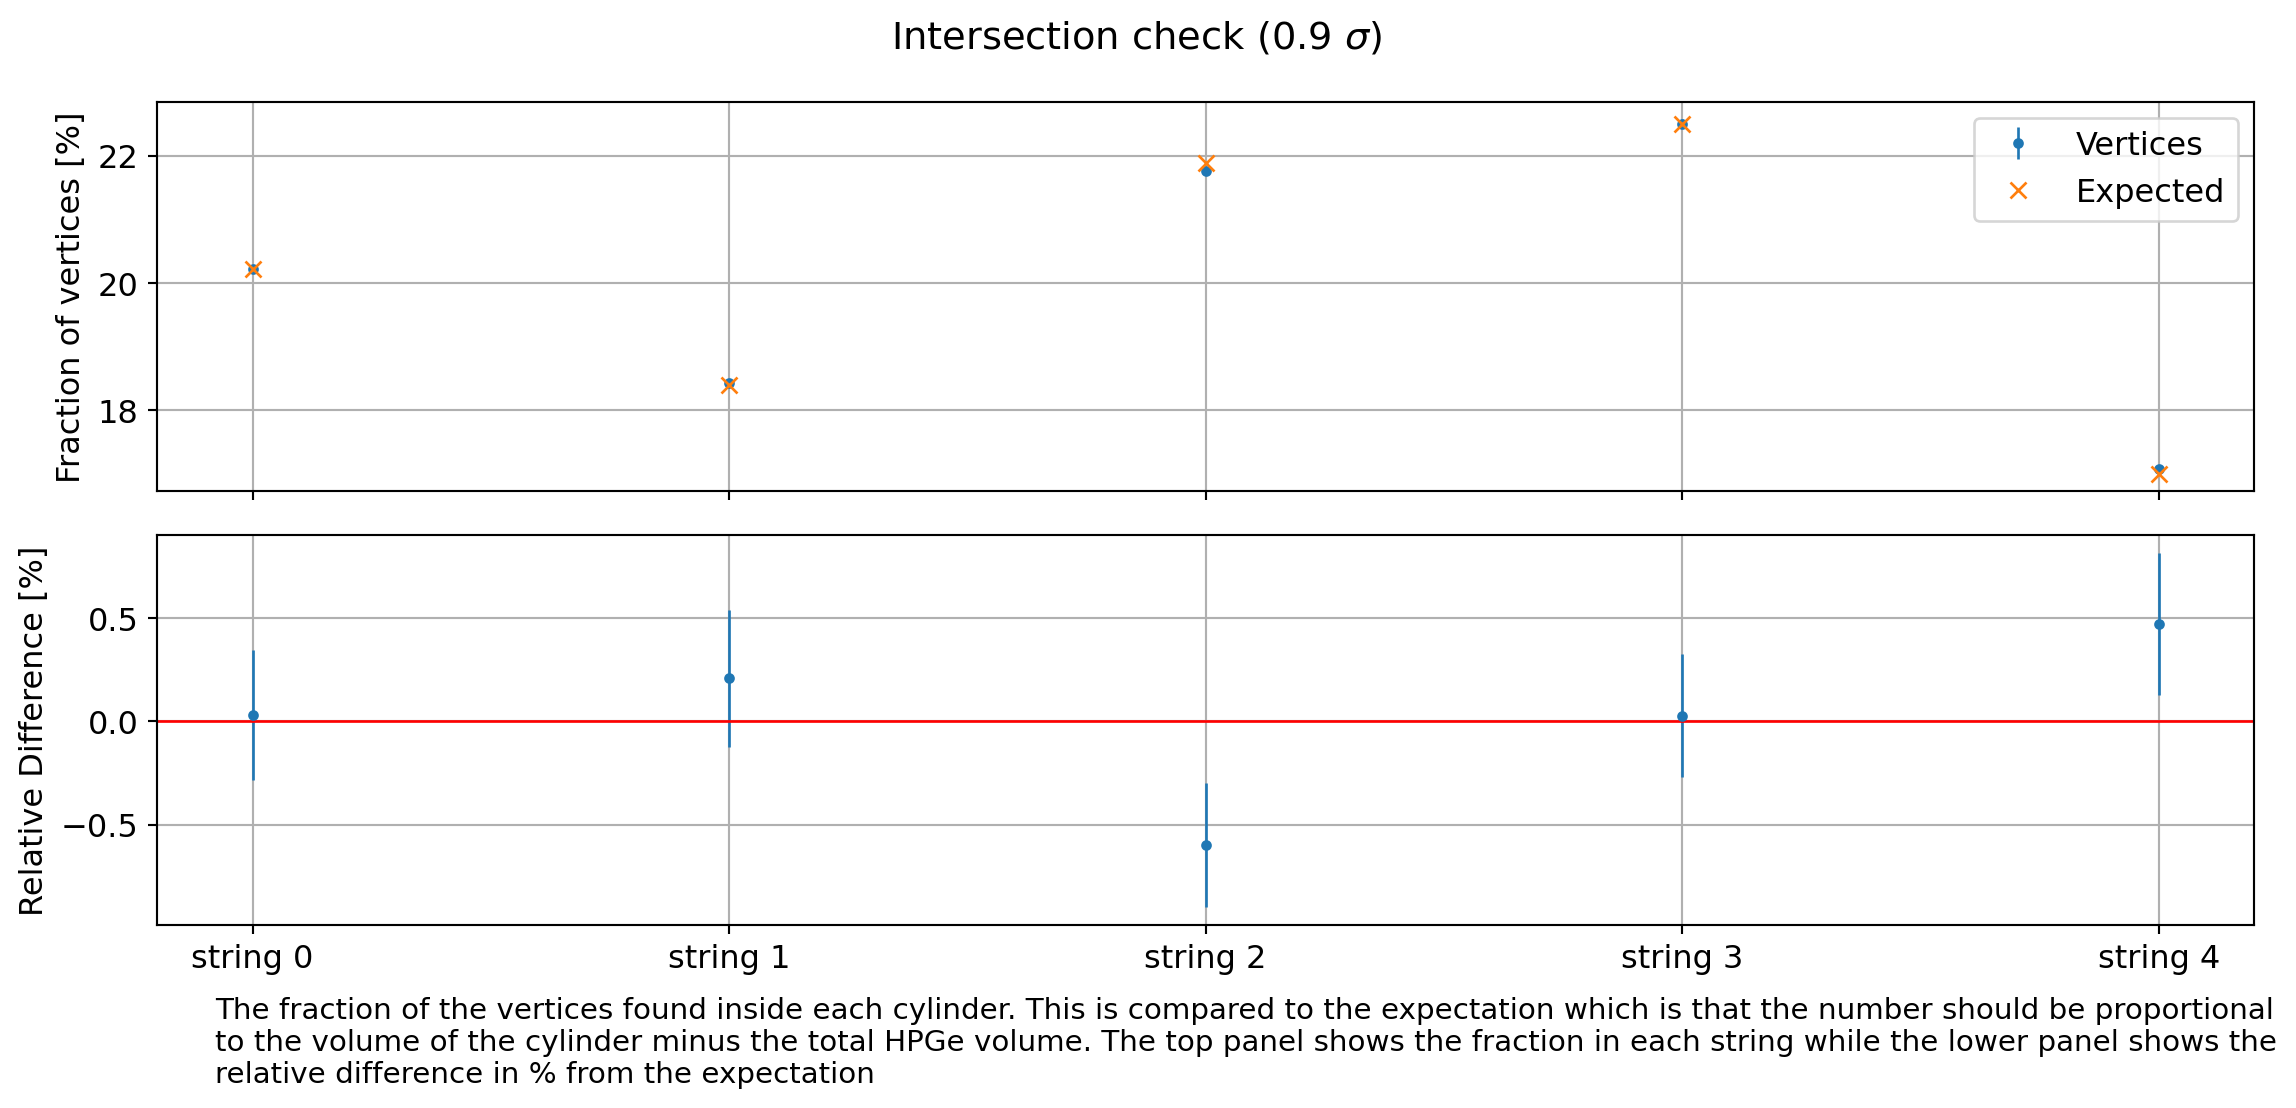 Intersection check (0.9 σ)
Fraction of vertices [%]
22
20
18
Vertices
Expected
Relative Difference [%]
0.5
0.0
−0.5
string 0
string 1
string 2
string 3
string 4
The fraction of the vertices found inside each cylinder. This is compared to the expectation which is that the number should be proportional
to the volume of the cylinder minus the total HPGe volume. The top panel shows the fraction in each string while the lower panel shows the
relative difference in % from the expectation